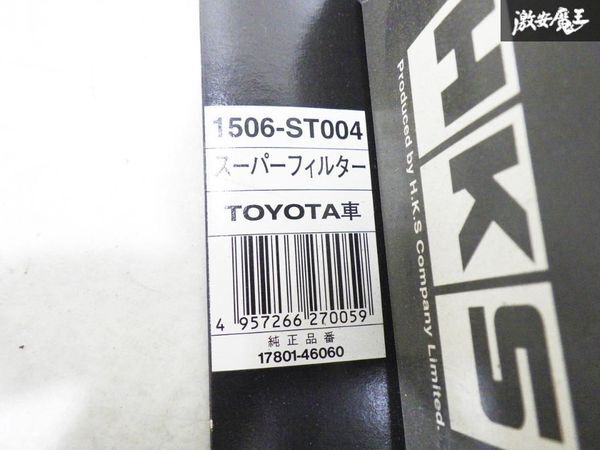 激安魔王
1506-ST004
スーパーフィルター
TOYOTA車
4 957266 270059
純正品番
17801-46060
HKS
Produced by H.K.S Company Limited.